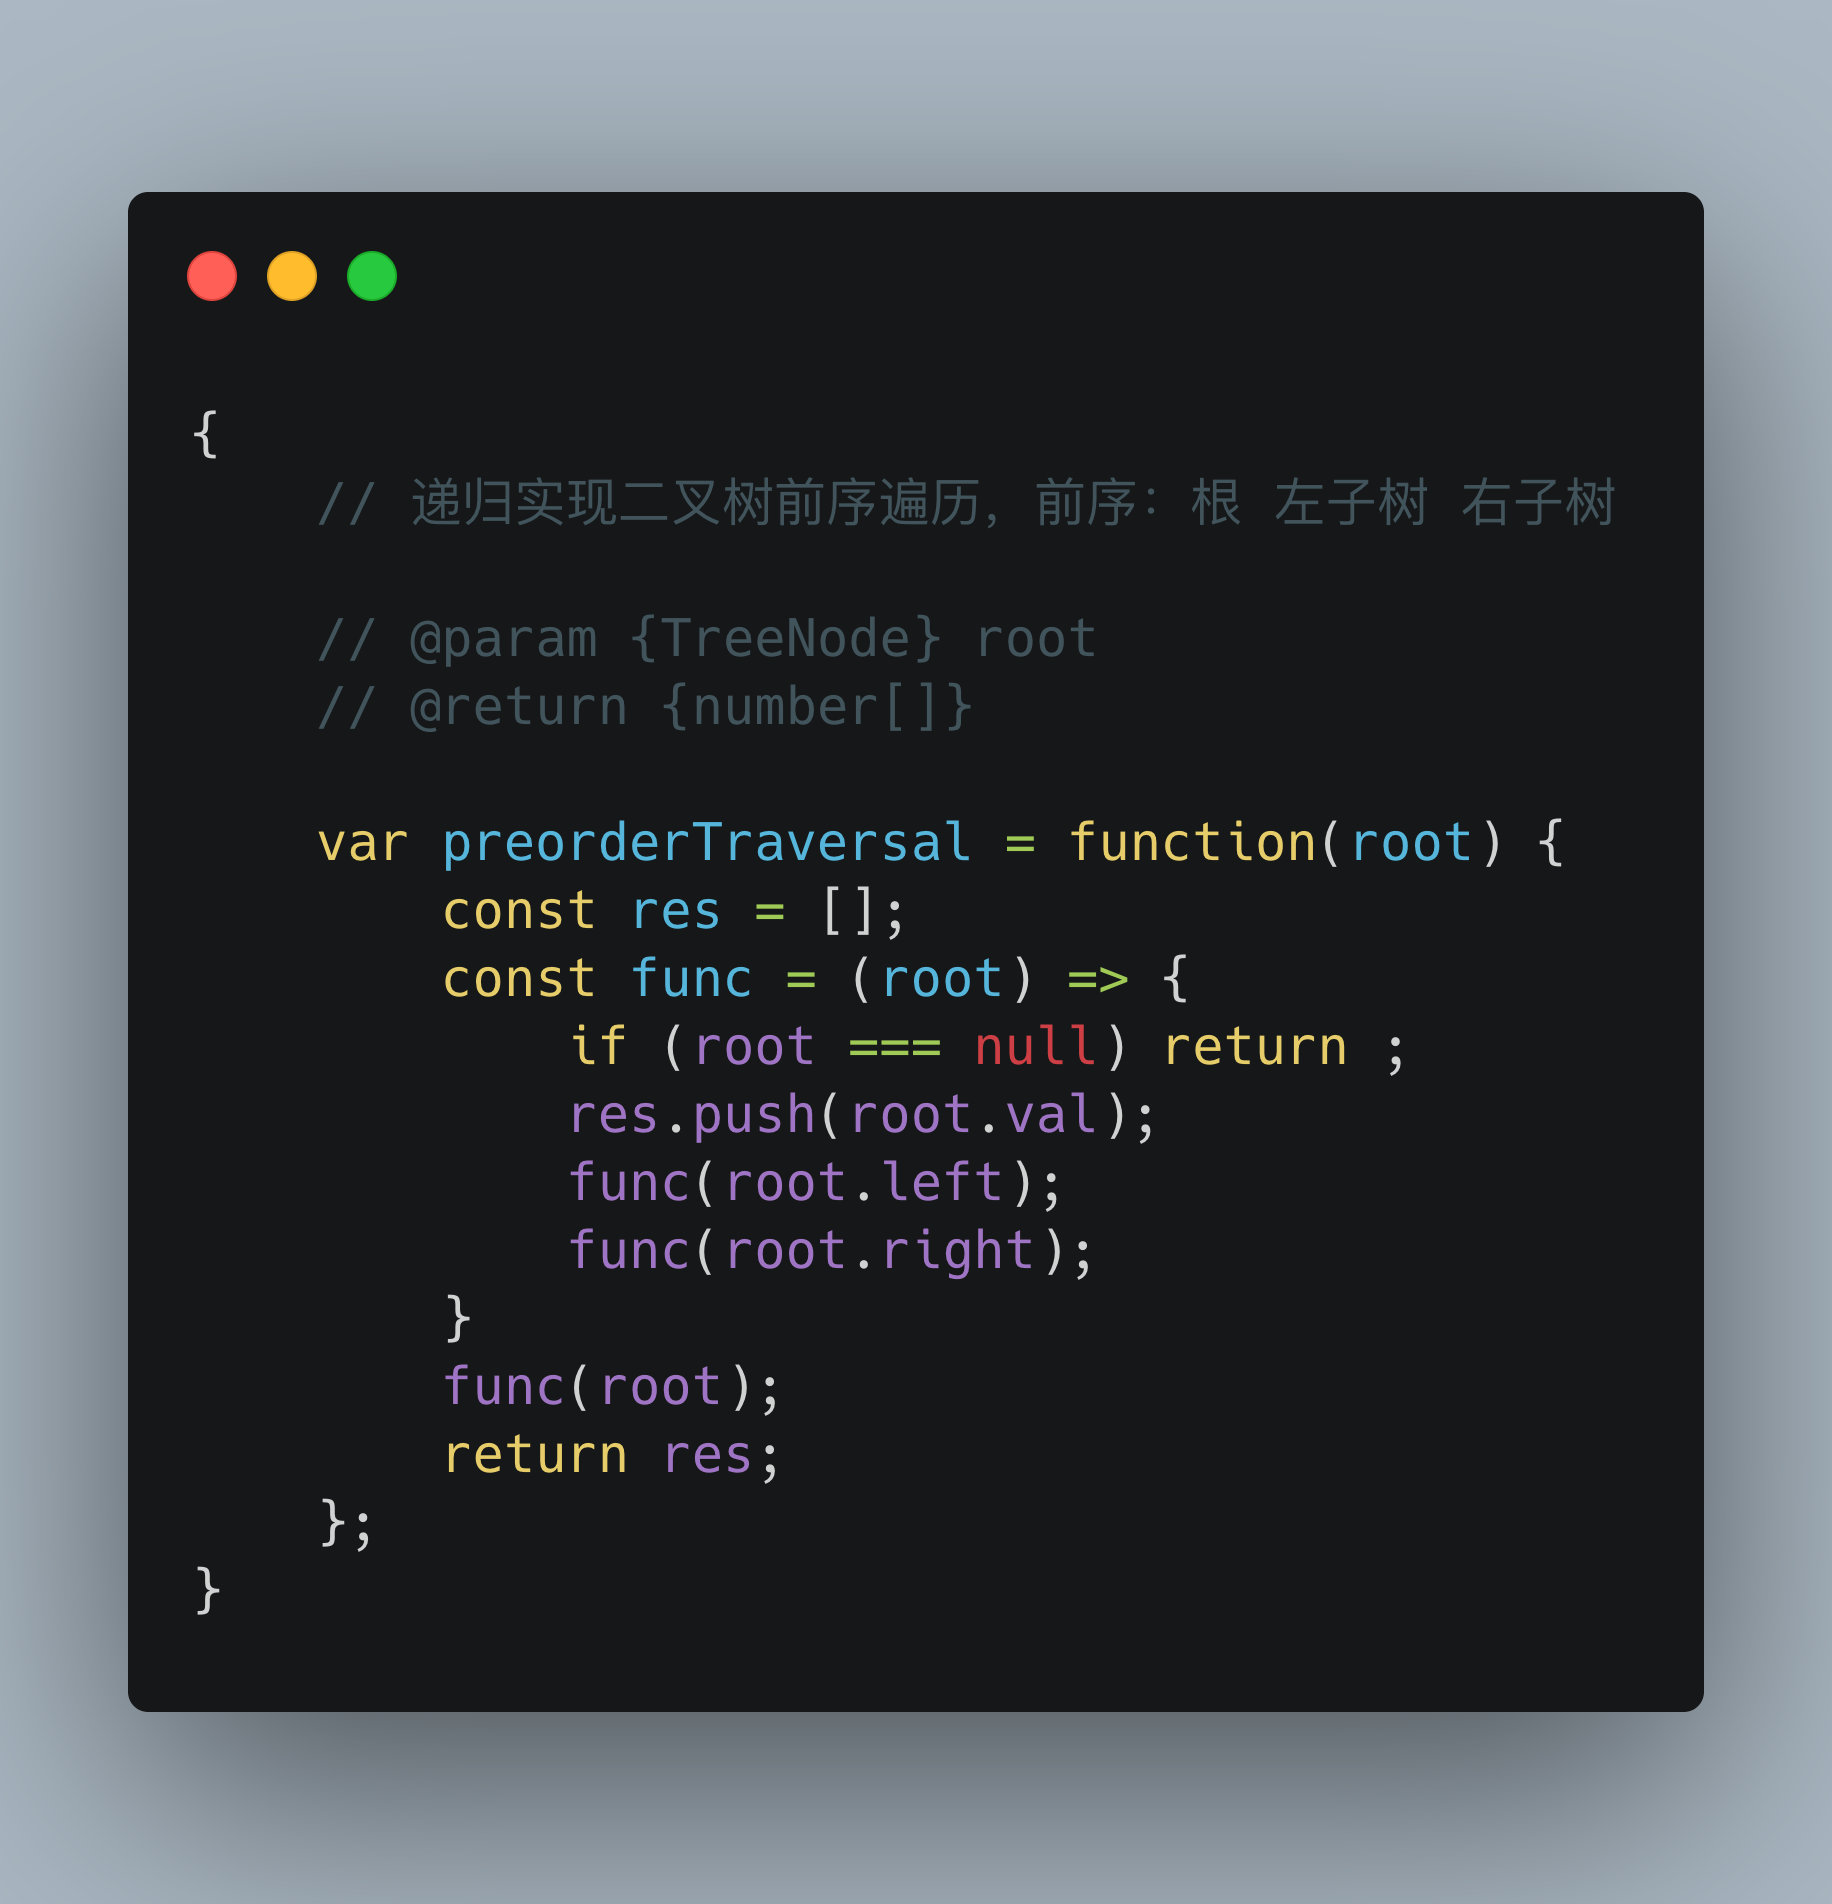 {
    // 递归实现二叉树前序遍历，前序：根 左子树 右子树
    // @param {TreeNode} root
    // @return {number[]}
    var preorderTraversal = function(root) {
        const res = [];
        const func = (root) => {
            if (root === null) return ;
            res.push(root.val);
            func(root.left);
            func(root.right);
        }
        func(root);
        return res;
    };
}